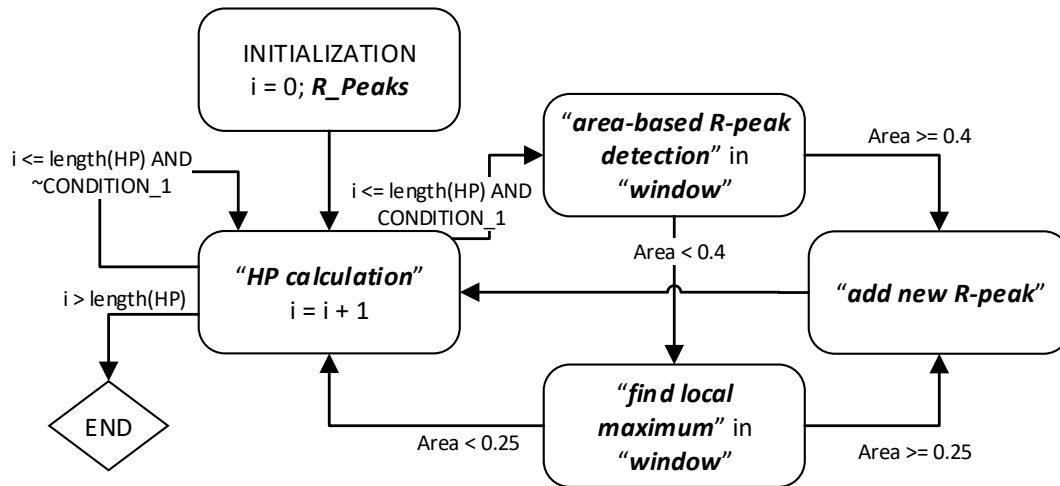 INITIALIZATION
i = 0; R_Peaks
“area-based R-peak
detection” in
“window”
Area >= 0.4
i <= length(HP) AND
~CONDITION_1
i <= length(HP) AND
CONDITION_1
Area < 0.4
“HP calculation”
i = i + 1
“add new R-peak”
i > length(HP)
END
“find local
maximum” in
“window”
Area < 0.25
Area >= 0.25